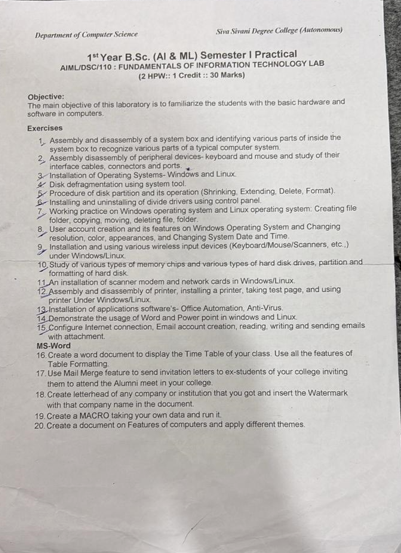 Department of Computer Science
Siva Sivani Degree College (Autonomous)
1st Year B.Sc. (AI & ML) Semester I Practical
AIML/DSC/110 : FUNDAMENTALS OF INFORMATION TECHNOLOGY LAB
(2 HPW:: 1 Credit :: 30 Marks)
Objective:
The main objective of this laboratory is to familiarize the students with the basic hardware and
software in computers.
Exercises
1. Assembly and disassembly of a system box and identifying various parts of inside the
system box to recognize various parts of a typical computer system.
2. Assembly disassembly of peripheral devices- keyboard and mouse and study of their
interface cables, connectors and ports.
3. Installation of Operating Systems- Windows and Linux.
4. Disk defragmentation using system tool.
5. Procedure of disk partition and its operation (Shrinking, Extending, Delete, Format).
6. Installing and uninstalling of divide drivers using control panel.
7. Working practice on Windows operating system and Linux operating system: Creating file
folder, copying, moving, deleting file, folder.
8. User account creation and its features on Windows Operating System and Changing
resolution, color, appearances, and Changing System Date and Time.
9. Installation and using various wireless input devices (Keyboard/Mouse/Scanners, etc.,)
under Windows/Linux.
10. Study of various types of memory chips and various types of hard disk drives, partition and
formatting of hard disk.
11. An installation of scanner modem and network cards in Windows/Linux.
12. Assembly and disassembly of printer, installing a printer, taking test page, and using
printer Under Windows/Linux.
13. Installation of applications software's- Office Automation, Anti-Virus.
14. Demonstrate the usage of Word and Power point in windows and Linux.
15. Configure Internet connection, Email account creation, reading, writing and sending emails
with attachment.
MS-Word
16. Create a word document to display the Time Table of your class. Use all the features of
Table Formatting.
17. Use Mail Merge feature to send invitation letters to ex-students of your college inviting
them to attend the Alumni meet in your college.
18. Create letterhead of any company or institution that you got and insert the Watermark
with that company name in the document.
19. Create a MACRO taking your own data and run it.
20. Create a document on Features of computers and apply different themes.